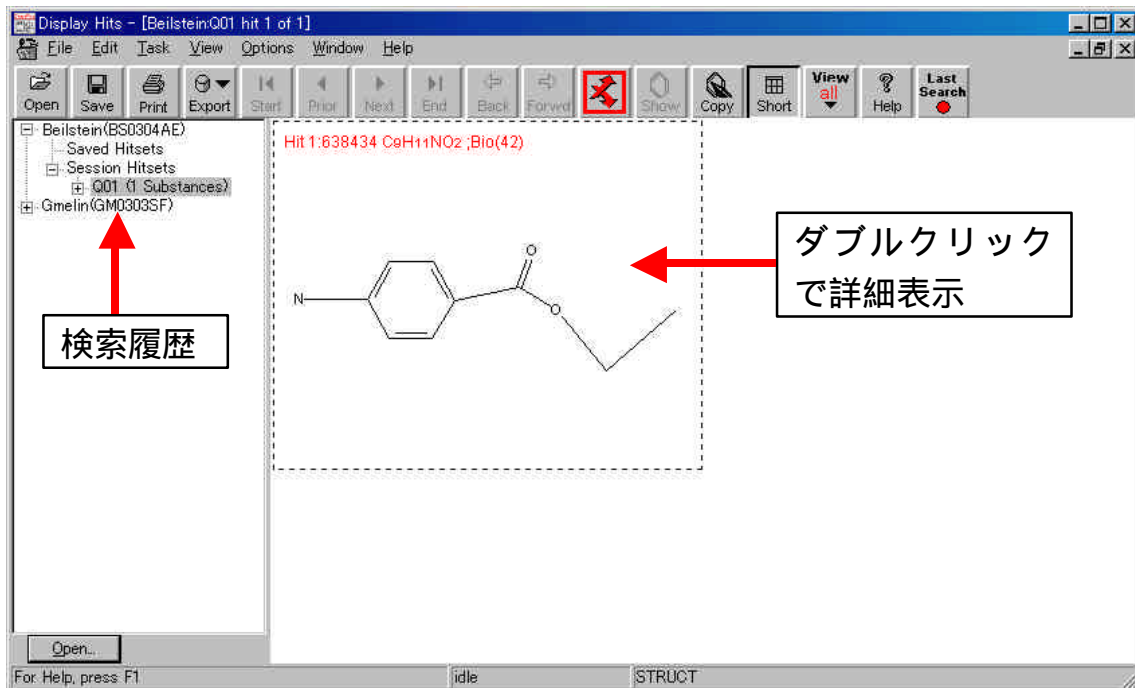 Display Hits - [Beilstein:Q01 hit 1 of 1]
File Edit Task View Options Window Help
Open Save Print Export Start Prior Next End Back Forwrd Show Copy Short View all Help Last Search
Beilstein(BS0304AE)
Saved Hitsets
Session Hitsets
Q01 (1 Substances)
Gmelin(GM0303SF)
Hit 1:638434 C9H11NO2 ;Bio(42)
O
N
O
ダブルクリック
で詳細表示
検索履歴
Open...
For Help, press F1 idle STRUCT